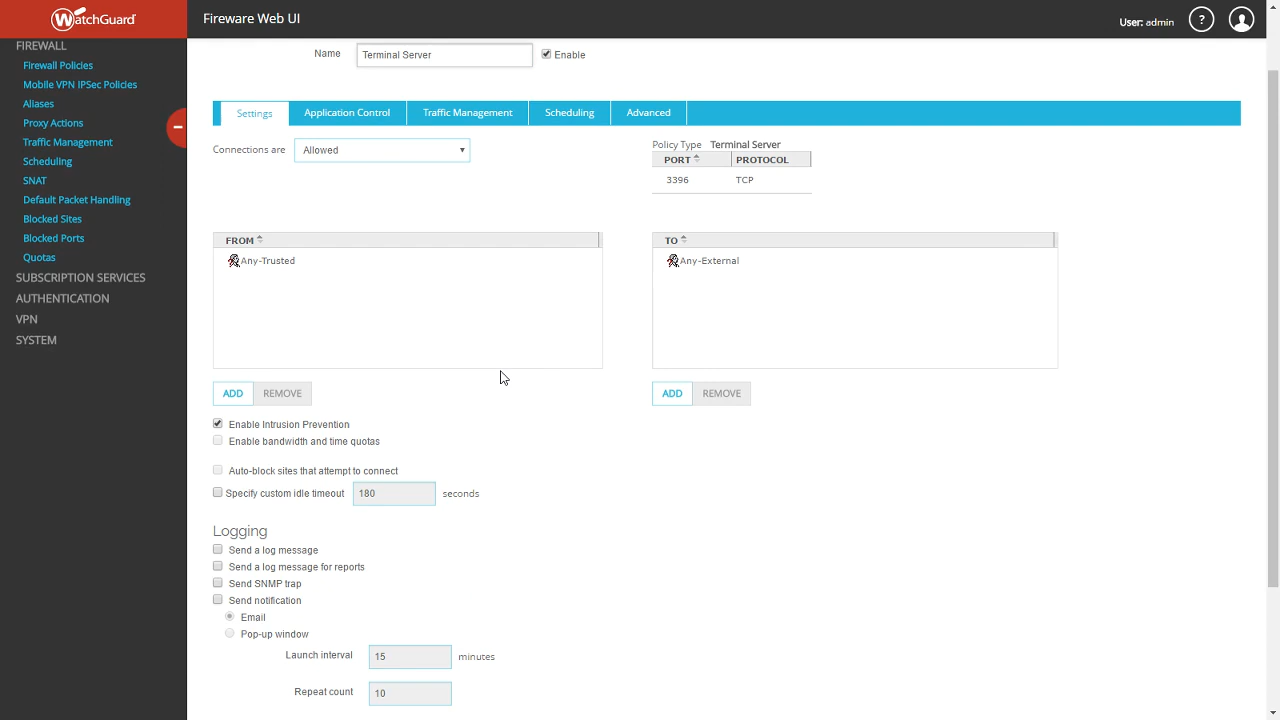 WatchGuard
Fireware Web UI
User: admin
?
FIREWALL
Firewall Policies
Mobile VPN IPSec Policies
Aliases
Proxy Actions
Traffic Management
Scheduling
SNAT
Default Packet Handling
Blocked Sites
Blocked Ports
Quotas
SUBSCRIPTION SERVICES
AUTHENTICATION
VPN
SYSTEM
Name Terminal Server Enable
Settings Application Control Traffic Management Scheduling Advanced
Connections are Allowed
Policy Type Terminal Server
PORT PROTOCOL
3396 TCP
FROM
Any-Trusted
ADD REMOVE
TO
Any-External
ADD REMOVE
Enable Intrusion Prevention
Enable bandwidth and time quotas
Auto-block sites that attempt to connect
Specify custom idle timeout 180 seconds
Logging
Send a log message
Send a log message for reports
Send SNMP trap
Send notification
Email
Pop-up window
Launch interval 15 minutes
Repeat count 10